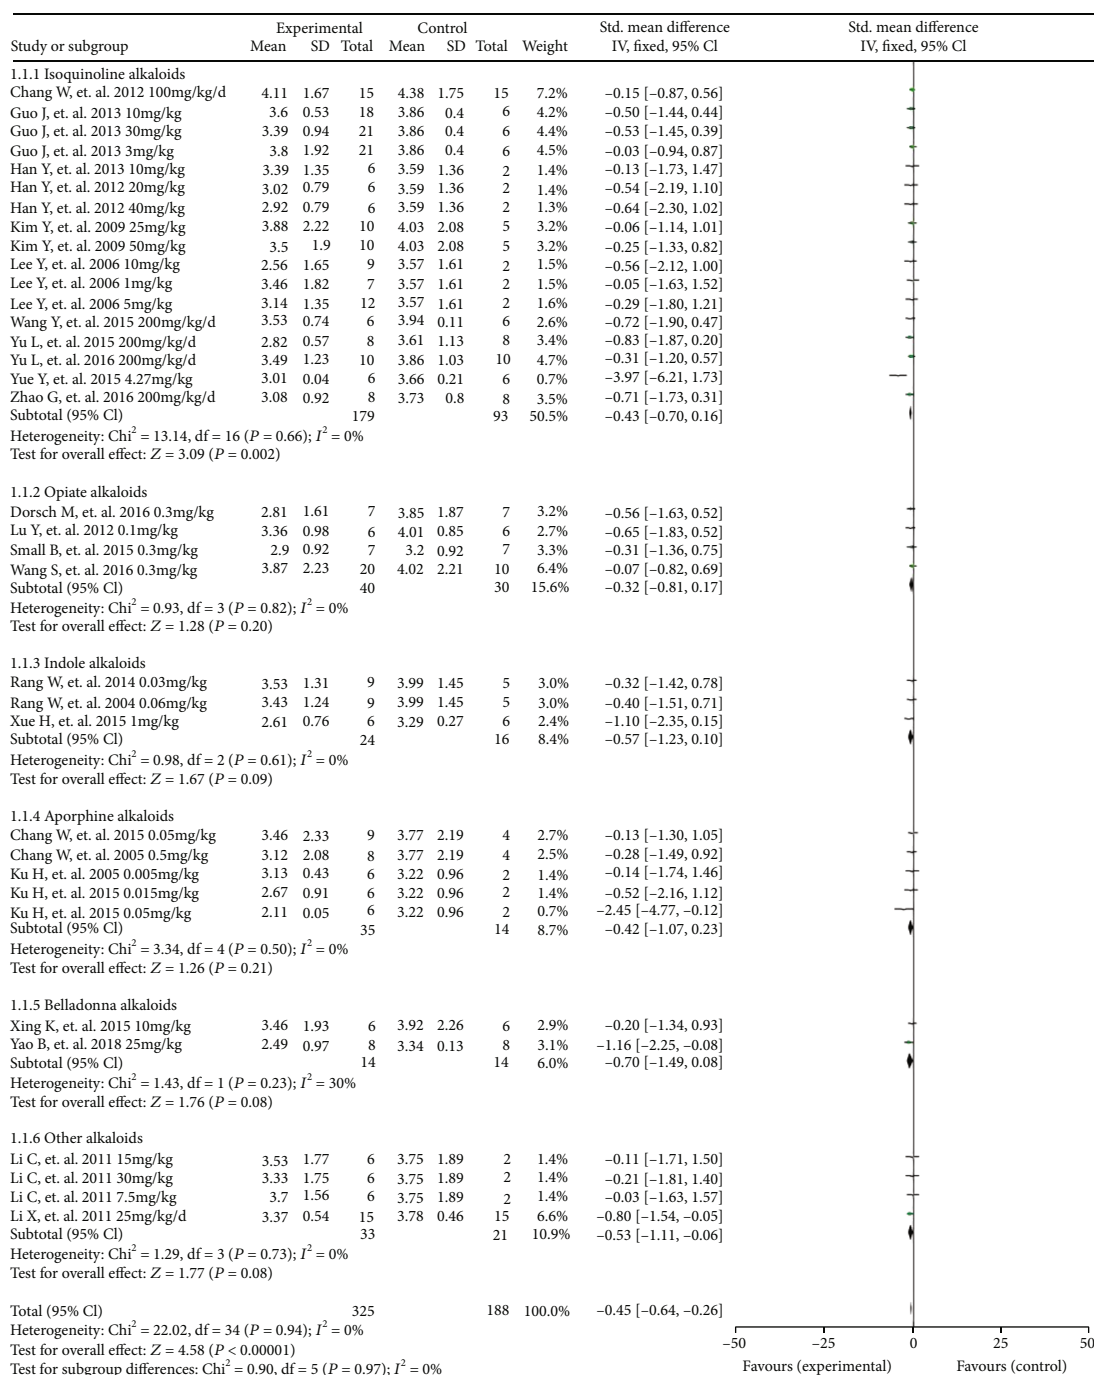 Experimental Control Std. mean difference Std. mean difference
Study or subgroup Mean SD Total Mean SD Total Weight IV, fixed, 95% CI IV, fixed, 95% CI
1.1.1 Isoquinoline alkaloids
Chang W, et. al. 2012 100mg/kg/d 4.11 1.67 15 4.38 1.75 15 7.2% −0.15 [−0.87, 0.56]
Guo J, et. al. 2013 10mg/kg 3.6 0.53 18 3.86 0.4 6 4.2% −0.50 [−1.44, 0.44]
Guo J, et. al. 2013 30mg/kg 3.39 0.94 21 3.86 0.4 6 4.4% −0.53 [−1.45, 0.39]
Guo J, et. al. 2013 3mg/kg 3.8 1.92 21 3.86 0.4 6 4.5% −0.03 [−0.94, 0.87]
Han Y, et. al. 2013 10mg/kg 3.39 1.35 6 3.59 1.36 2 1.4% −0.13 [−1.73, 1.47]
Han Y, et. al. 2012 20mg/kg 3.02 0.79 6 3.59 1.36 2 1.4% −0.54 [−2.19, 1.10]
Han Y, et. al. 2012 40mg/kg 2.92 0.79 6 3.59 1.36 2 1.3% −0.64 [−2.30, 1.02]
Kim Y, et. al. 2009 25mg/kg 3.88 2.22 10 4.03 2.08 5 3.2% −0.06 [−1.14, 1.01]
Kim Y, et. al. 2009 50mg/kg 3.5 1.9 10 4.03 2.08 5 3.2% −0.25 [−1.33, 0.82]
Lee Y, et. al. 2006 10mg/kg 2.56 1.65 9 3.57 1.61 2 1.5% −0.56 [−2.12, 1.00]
Lee Y, et. al. 2006 1mg/kg 3.46 1.82 7 3.57 1.61 2 1.5% −0.05 [−1.63, 1.52]
Lee Y, et. al. 2006 5mg/kg 3.14 1.35 12 3.57 1.61 2 1.6% −0.29 [−1.80, 1.21]
Wang Y, et. al. 2015 200mg/kg/d 3.53 0.74 6 3.94 0.11 6 2.6% −0.72 [−1.90, 0.47]
Yu L, et. al. 2015 200mg/kg/d 2.82 0.57 8 3.61 1.13 8 3.4% −0.83 [−1.87, 0.20]
Yu L, et. al. 2016 200mg/kg/d 3.49 1.23 10 3.86 1.03 10 4.7% −0.31 [−1.20, 0.57]
Yue Y, et. al. 2015 4.27mg/kg 3.01 0.04 6 3.66 0.21 6 0.7% −3.97 [−6.21, 1.73]
Zhao G, et. al. 2016 200mg/kg/d 3.08 0.92 8 3.73 0.8 8 3.5% −0.71 [−1.73, 0.31]
Subtotal (95% CI) 179 93 50.5% −0.43 [−0.70, 0.16]
Heterogeneity: Chi² = 13.14, df = 16 (P = 0.66); I² = 0%
Test for overall effect: Z = 3.09 (P = 0.002)
1.1.2 Opiate alkaloids
Dorsch M, et. al. 2016 0.3mg/kg 2.81 1.61 7 3.85 1.87 7 3.2% −0.56 [−1.63, 0.52]
Lu Y, et. al. 2012 0.1mg/kg 3.36 0.98 6 4.01 0.85 6 2.7% −0.65 [−1.83, 0.52]
Small B, et. al. 2015 0.3mg/kg 2.9 0.92 7 3.2 0.92 7 3.3% −0.31 [−1.36, 0.75]
Wang S, et. al. 2016 0.3mg/kg 3.87 2.23 20 4.02 2.21 10 6.4% −0.07 [−0.82, 0.69]
Subtotal (95% CI) 40 30 15.6% −0.32 [−0.81, 0.17]
Heterogeneity: Chi² = 0.93, df = 3 (P = 0.82); I² = 0%
Test for overall effect: Z = 1.28 (P = 0.20)
1.1.3 Indole alkaloids
Rang W, et. al. 2014 0.03mg/kg 3.53 1.31 9 3.99 1.45 5 3.0% −0.32 [−1.42, 0.78]
Rang W, et. al. 2004 0.06mg/kg 3.43 1.24 9 3.99 1.45 5 3.0% −0.40 [−1.51, 0.71]
Xue H, et. al. 2015 1mg/kg 2.61 0.76 6 3.29 0.27 6 2.4% −1.10 [−2.35, 0.15]
Subtotal (95% CI) 24 16 8.4% −0.57 [−1.23, 0.10]
Heterogeneity: Chi² = 0.98, df = 2 (P = 0.61); I² = 0%
Test for overall effect: Z = 1.67 (P = 0.09)
1.1.4 Aporphine alkaloids
Chang W, et. al. 2015 0.05mg/kg 3.46 2.33 9 3.77 2.19 4 2.7% −0.13 [−1.30, 1.05]
Chang W, et. al. 2005 0.5mg/kg 3.12 2.08 8 3.77 2.19 4 2.5% −0.28 [−1.49, 0.92]
Ku H, et. al. 2005 0.005mg/kg 3.13 0.43 6 3.22 0.96 2 1.4% −0.14 [−1.74, 1.46]
Ku H, et. al. 2015 0.015mg/kg 2.67 0.91 6 3.22 0.96 2 1.4% −0.52 [−2.16, 1.12]
Ku H, et. al. 2015 0.05mg/kg 2.11 0.05 6 3.22 0.96 2 0.7% −2.45 [−4.77, −0.12]
Subtotal (95% CI) 35 14 8.7% −0.42 [−1.07, 0.23]
Heterogeneity: Chi² = 3.34, df = 4 (P = 0.50); I² = 0%
Test for overall effect: Z = 1.26 (P = 0.21)
1.1.5 Belladonna alkaloids
Xing K, et. al. 2015 10mg/kg 3.46 1.93 6 3.92 2.26 6 2.9% −0.20 [−1.34, 0.93]
Yao B, et. al. 2018 25mg/kg 2.49 0.97 8 3.34 0.13 8 3.1% −1.16 [−2.25, −0.08]
Subtotal (95% CI) 14 14 6.0% −0.70 [−1.49, 0.08]
Heterogeneity: Chi² = 1.43, df = 1 (P = 0.23); I² = 30%
Test for overall effect: Z = 1.76 (P = 0.08)
1.1.6 Other alkaloids
Li C, et. al. 2011 15mg/kg 3.53 1.77 6 3.75 1.89 2 1.4% −0.11 [−1.71, 1.50]
Li C, et. al. 2011 30mg/kg 3.33 1.75 6 3.75 1.89 2 1.4% −0.21 [−1.81, 1.40]
Li C, et. al. 2011 7.5mg/kg 3.7 1.56 6 3.75 1.89 2 1.4% −0.03 [−1.63, 1.57]
Li X, et. al. 2011 25mg/kg/d 3.37 0.54 15 3.78 0.46 15 6.6% −0.80 [−1.54, −0.05]
Subtotal (95% CI) 33 21 10.9% −0.53 [−1.11, −0.06]
Heterogeneity: Chi² = 1.29, df = 3 (P = 0.73); I² = 0%
Test for overall effect: Z = 1.77 (P = 0.08)
Total (95% CI) 325 188 100.0% −0.45 [−0.64, −0.26]
Heterogeneity: Chi² = 22.02, df = 34 (P = 0.94); I² = 0%
Test for overall effect: Z = 4.58 (P < 0.00001)
Test for subgroup differences: Chi² = 0.90, df = 5 (P = 0.97); I² = 0%
−50 −25 0 25 50
Favours (experimental) Favours (control)